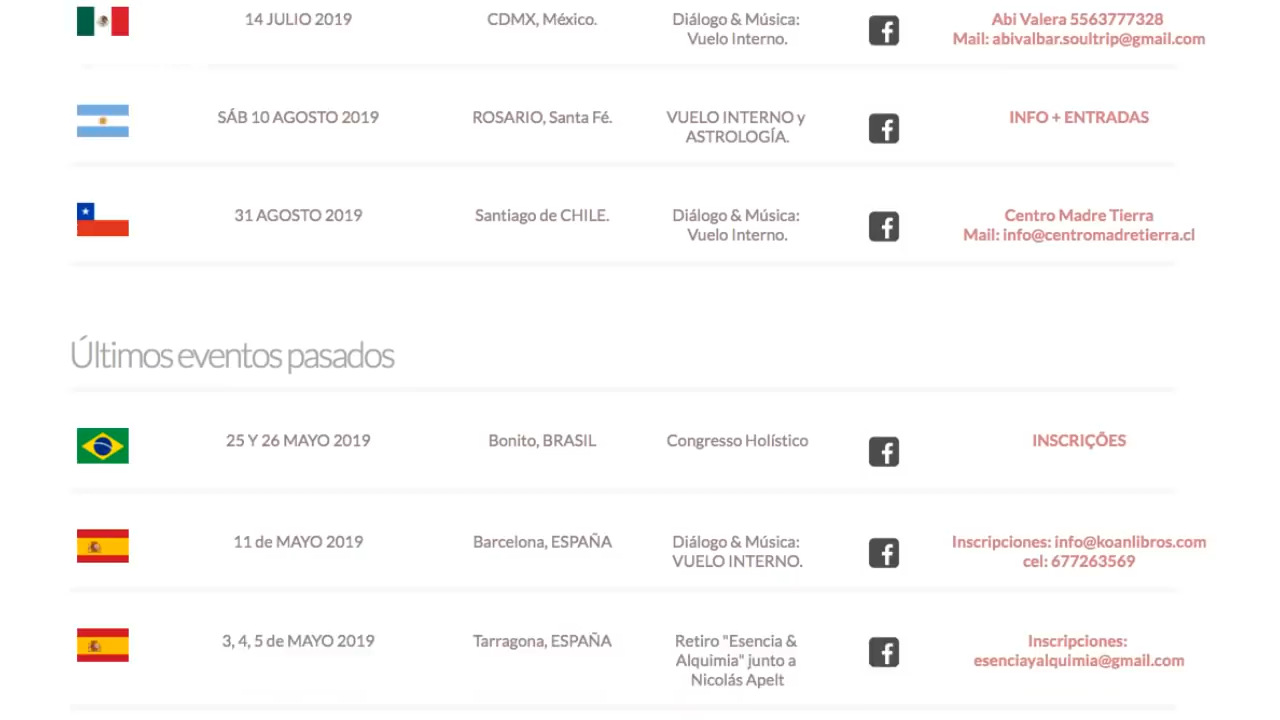 14 JULIO 2019
CDMX, México.
Diálogo & Música:
Vuelo Interno.
Abi Valera 5563777328
Mail: abivalbar.soultrip@gmail.com
SÁB 10 AGOSTO 2019
ROSARIO, Santa Fé.
VUELO INTERNO y
ASTROLOGÍA.
INFO + ENTRADAS
31 AGOSTO 2019
Santiago de CHILE.
Diálogo & Música:
Vuelo Interno.
Centro Madre Tierra
Mail: info@centromadretierra.cl
Últimos eventos pasados
25 Y 26 MAYO 2019
Bonito, BRASIL
Congresso Holístico
INSCRIÇÕES
11 de MAYO 2019
Barcelona, ESPAÑA
Diálogo & Música:
VUELO INTERNO.
Inscripciones: info@koanlibros.com
cel: 677263569
3, 4, 5 de MAYO 2019
Tarragona, ESPAÑA
Retiro "Esencia &
Alquimia" junto a
Nicolás Apelt
Inscripciones:
esenciayalquimia@gmail.com